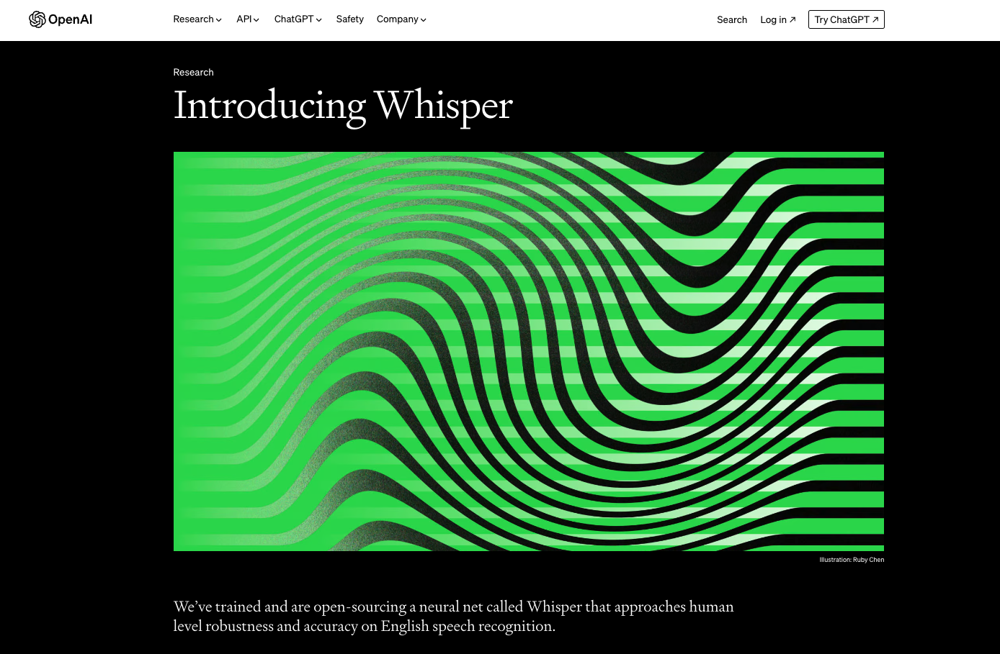 OpenAI
Research
API
ChatGPT
Safety
Company
Search
Log in ↗
Try ChatGPT ↗
Research
Introducing Whisper
Illustration: Ruby Chen
We’ve trained and are open-sourcing a neural net called Whisper that approaches human
level robustness and accuracy on English speech recognition.